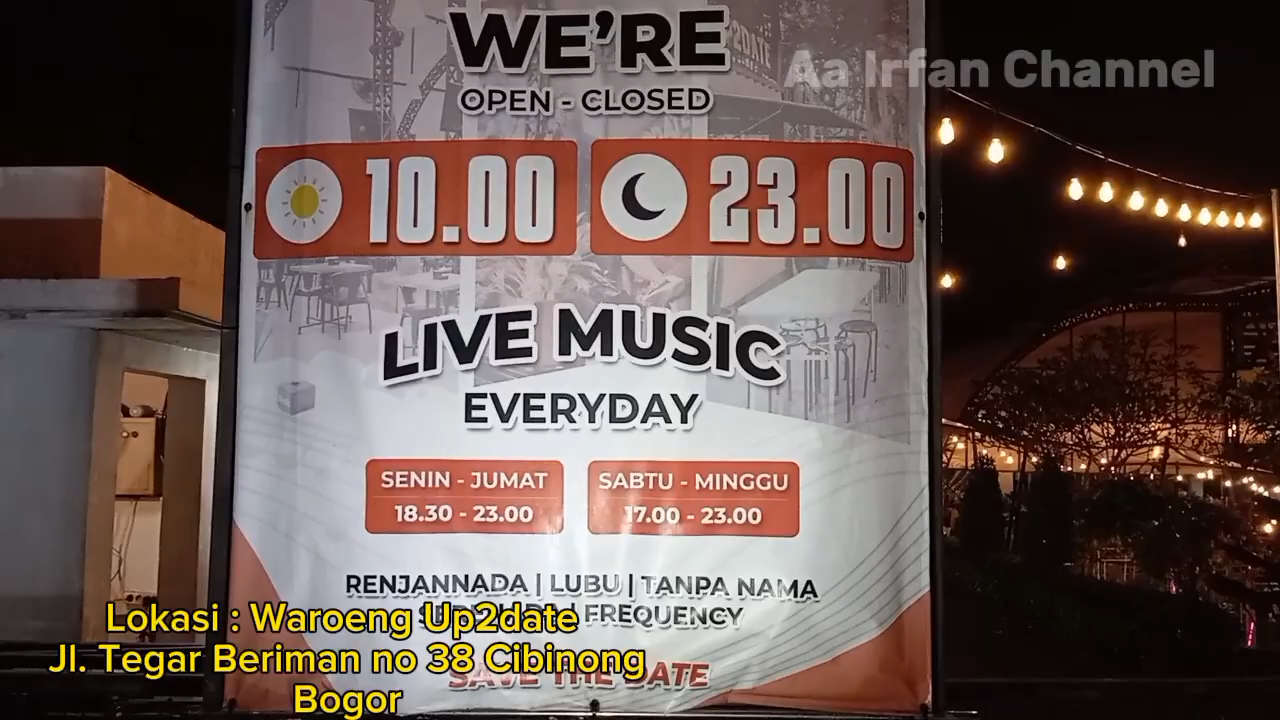 WE'RE
2DATE
Aa Irfan Channel
OPEN - CLOSED
10.00
23.00
LIVE MUSIC
EVERYDAY
SENIN - JUMAT
18.30 - 23.00
SABTU - MINGGU
17.00 - 23.00
RENJANNADA | LUBU | TANPA NAMA
FREQUENCY
SAVE THE DATE
Lokasi : Waroeng Up2date
Jl. Tegar Beriman no 38 Cibinong
Bogor